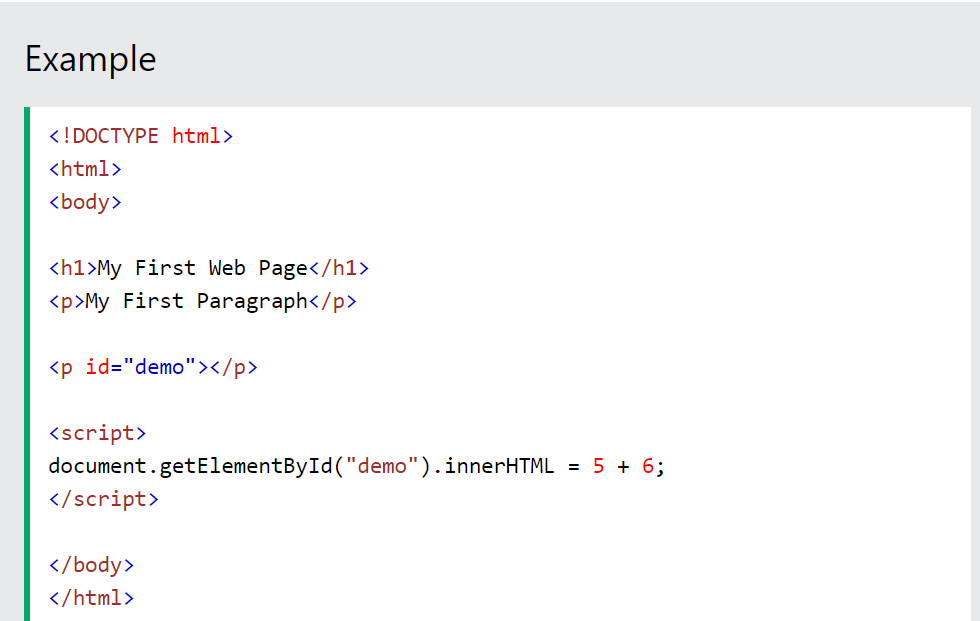 Example
<!DOCTYPE html>
<html>
<body>
<h1>My First Web Page</h1>
<p>My First Paragraph</p>
<p id="demo"></p>
<script>
document.getElementById("demo").innerHTML = 5 + 6;
</script>
</body>
</html>